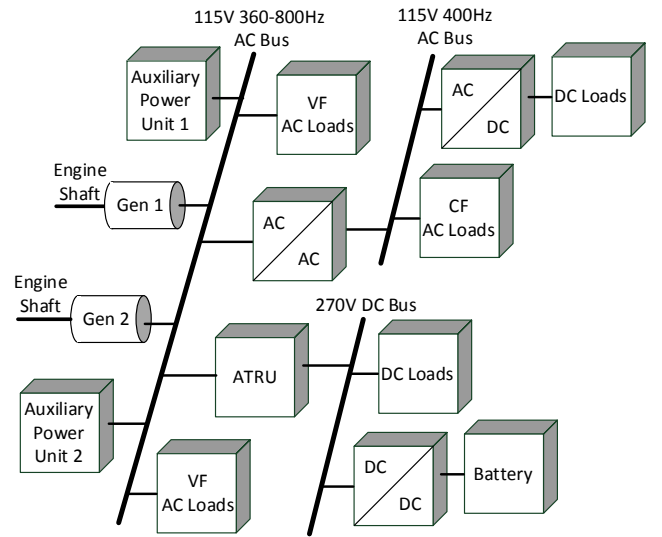 115V 360-800Hz
AC Bus
115V 400Hz
AC Bus
Auxiliary
Power
Unit 1
VF
AC Loads
AC
DC
DC Loads
Engine
Shaft
Gen 1
AC
AC
CF
AC Loads
Engine
Shaft
Gen 2
270V DC Bus
ATRU
DC Loads
Auxiliary
Power
Unit 2
VF
AC Loads
DC
DC
Battery